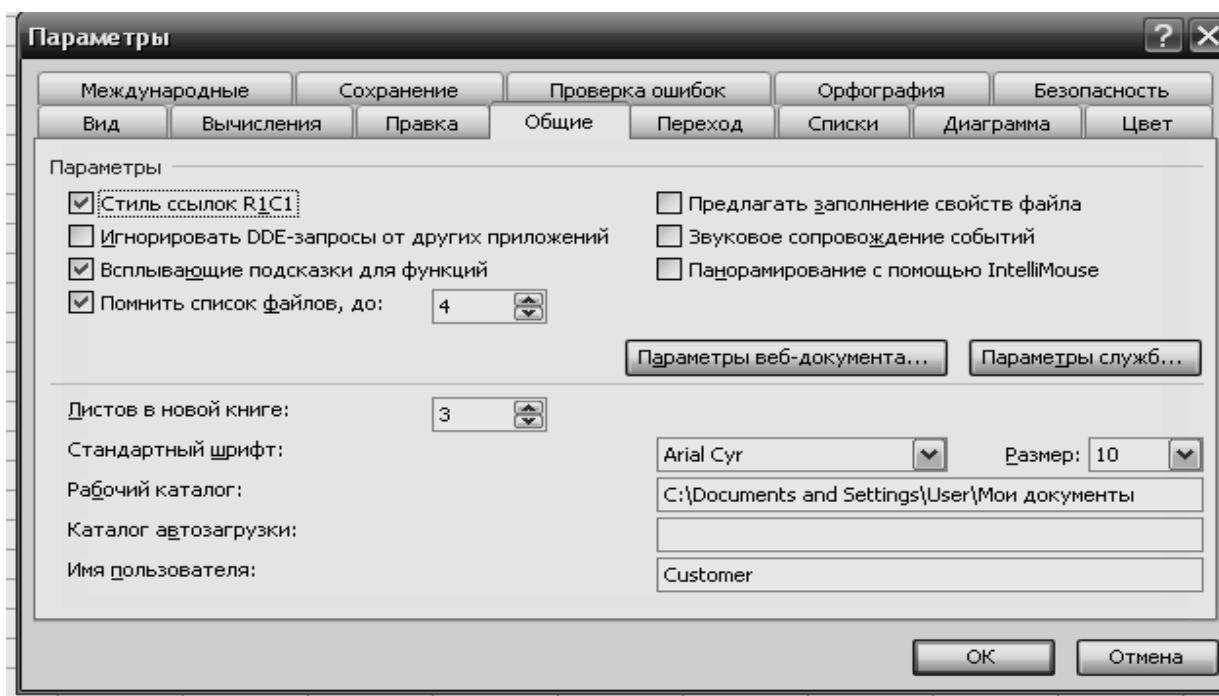 Параметры
Международные Сохранение Проверка ошибок Орфография Безопасность
Вид Вычисления Правка Общие Переход Списки Диаграмма Цвет
Параметры
Стиль ссылок R1C1 Предлагать заполнение свойств файла
Игнорировать DDE-запросы от других приложений Звуковое сопровождение событий
Всплывающие подсказки для функций Панорамирование с помощью IntelliMouse
Помнить список файлов, до: 4
Параметры веб-документа... Параметры служб...
Листов в новой книге: 3
Стандартный шрифт: Arial Cyr Размер: 10
Рабочий каталог: C:\Documents and Settings\User\Мои документы
Каталог автозагрузки:
Имя пользователя: Customer
ОК Отмена